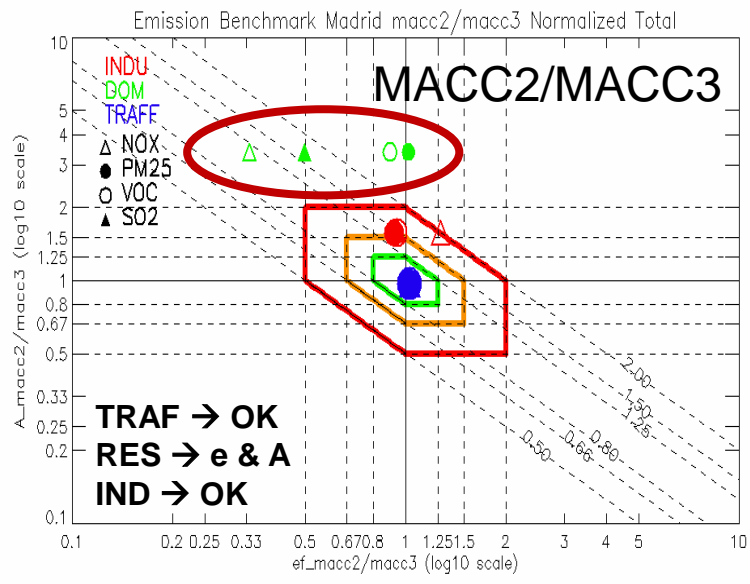 Emission Benchmark Madrid macc2/macc3 Normalized Total
MACC2/MACC3
INDU
DOM
TRAFF
NOX
PM25
VOC
SO2
A_macc2/macc3 (log10 scale)
10
5
4
3
2
1.5
1.25
1
0.8
0.67
0.5
0.33
0.25
0.2
0.1
2.00
1.50
1.25
0.80
0.66
0.50
TRAF → OK
RES → e & A
IND → OK
0.1 0.2 0.25 0.33 0.5 0.67 0.8 1 1.25 1.5 2 3 4 5 10
ef_macc2/macc3 (log10 scale)